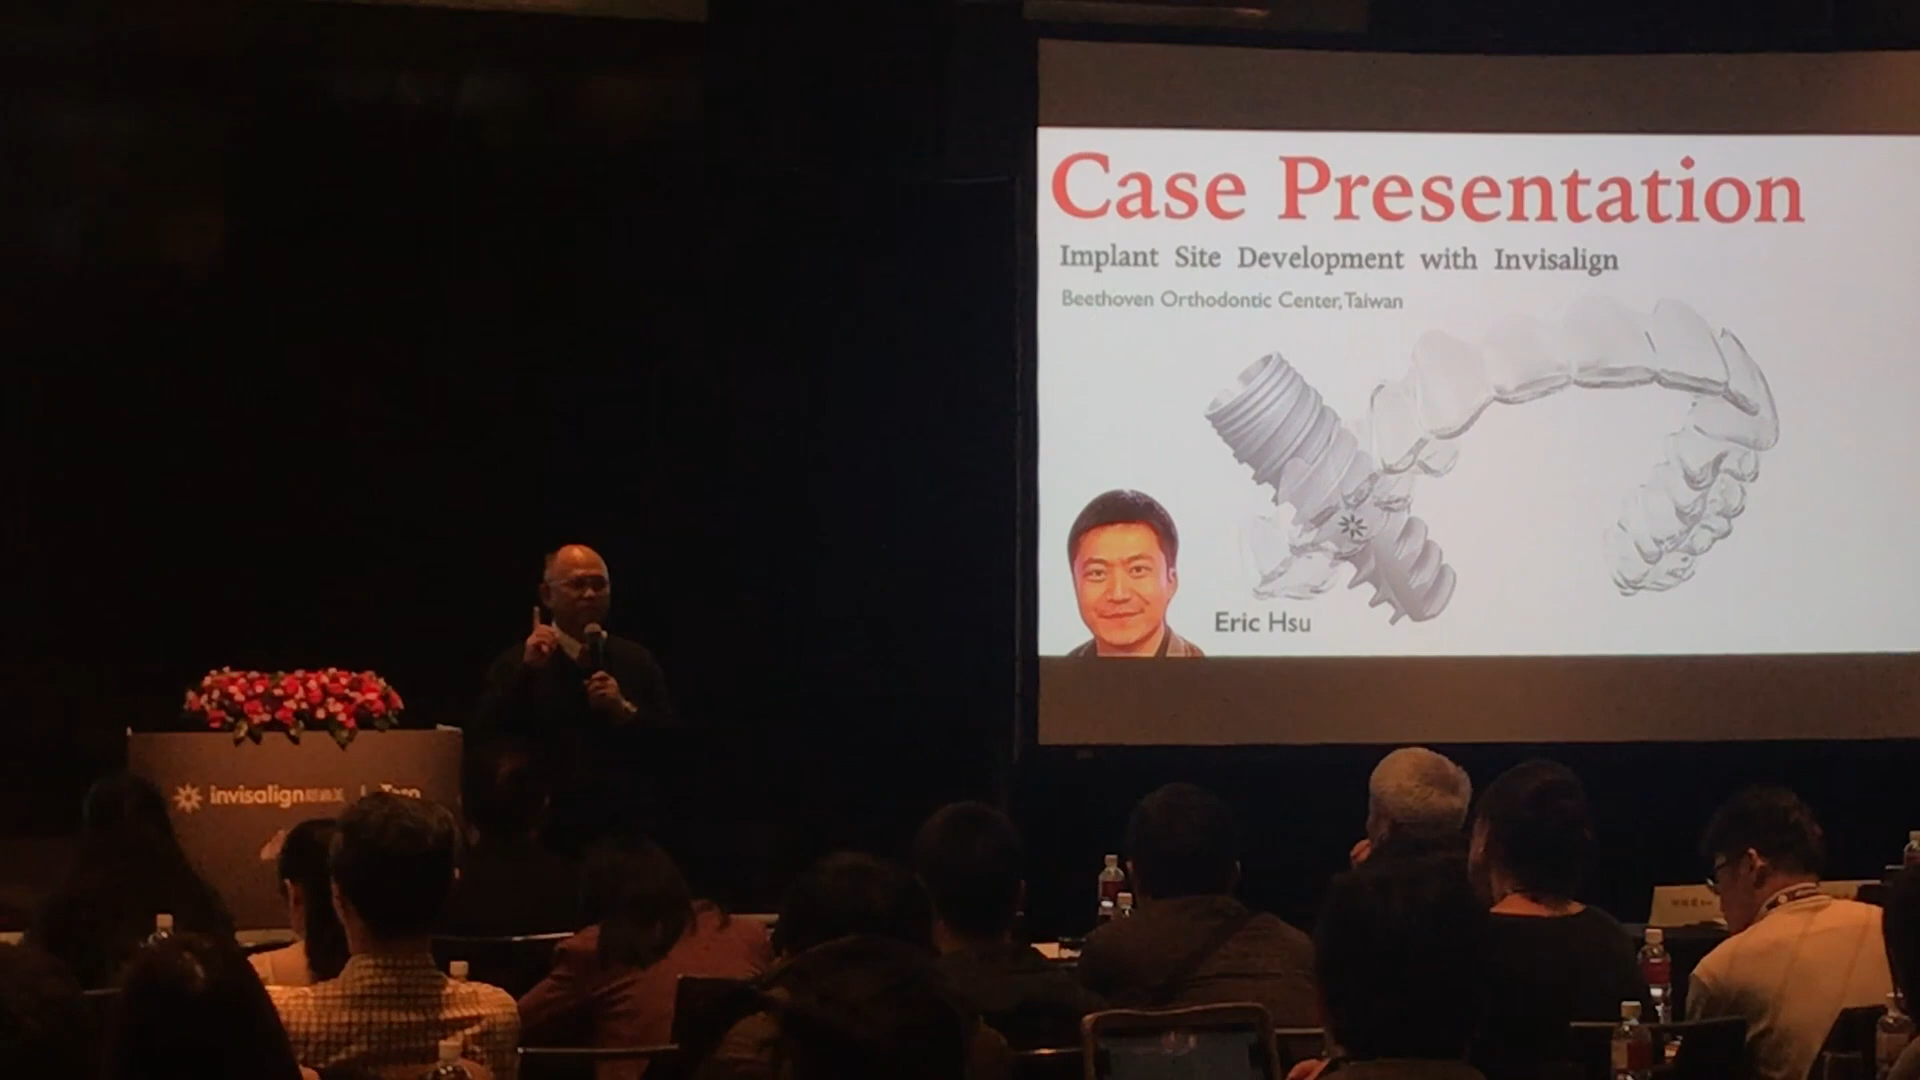 Case Presentation
Implant Site Development with Invisalign
Beethoven Orthodontic Center, Taiwan
Eric Hsu
invisalign